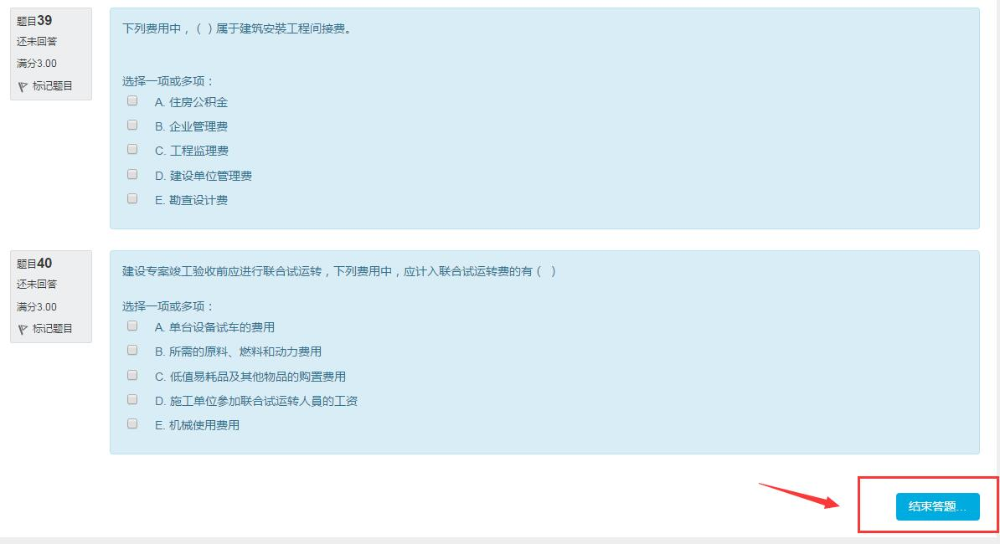 题目39
还未回答
满分3.00
标记题目
下列费用中，（ ）属于建筑安装工程间接费。
选择一项或多项：
A. 住房公积金
B. 企业管理费
C. 工程监理费
D. 建设单位管理费
E. 勘查设计费
题目40
还未回答
满分3.00
标记题目
建设专案竣工验收前应进行联合试运转，下列费用中，应计入联合试运转费的有（ ）
选择一项或多项：
A. 单台设备试车的费用
B. 所需的原料、燃料和动力费用
C. 低值易耗品及其他物品的购置费用
D. 施工单位参加联合试运转人員的工资
E. 机械使用费用
结束答题...